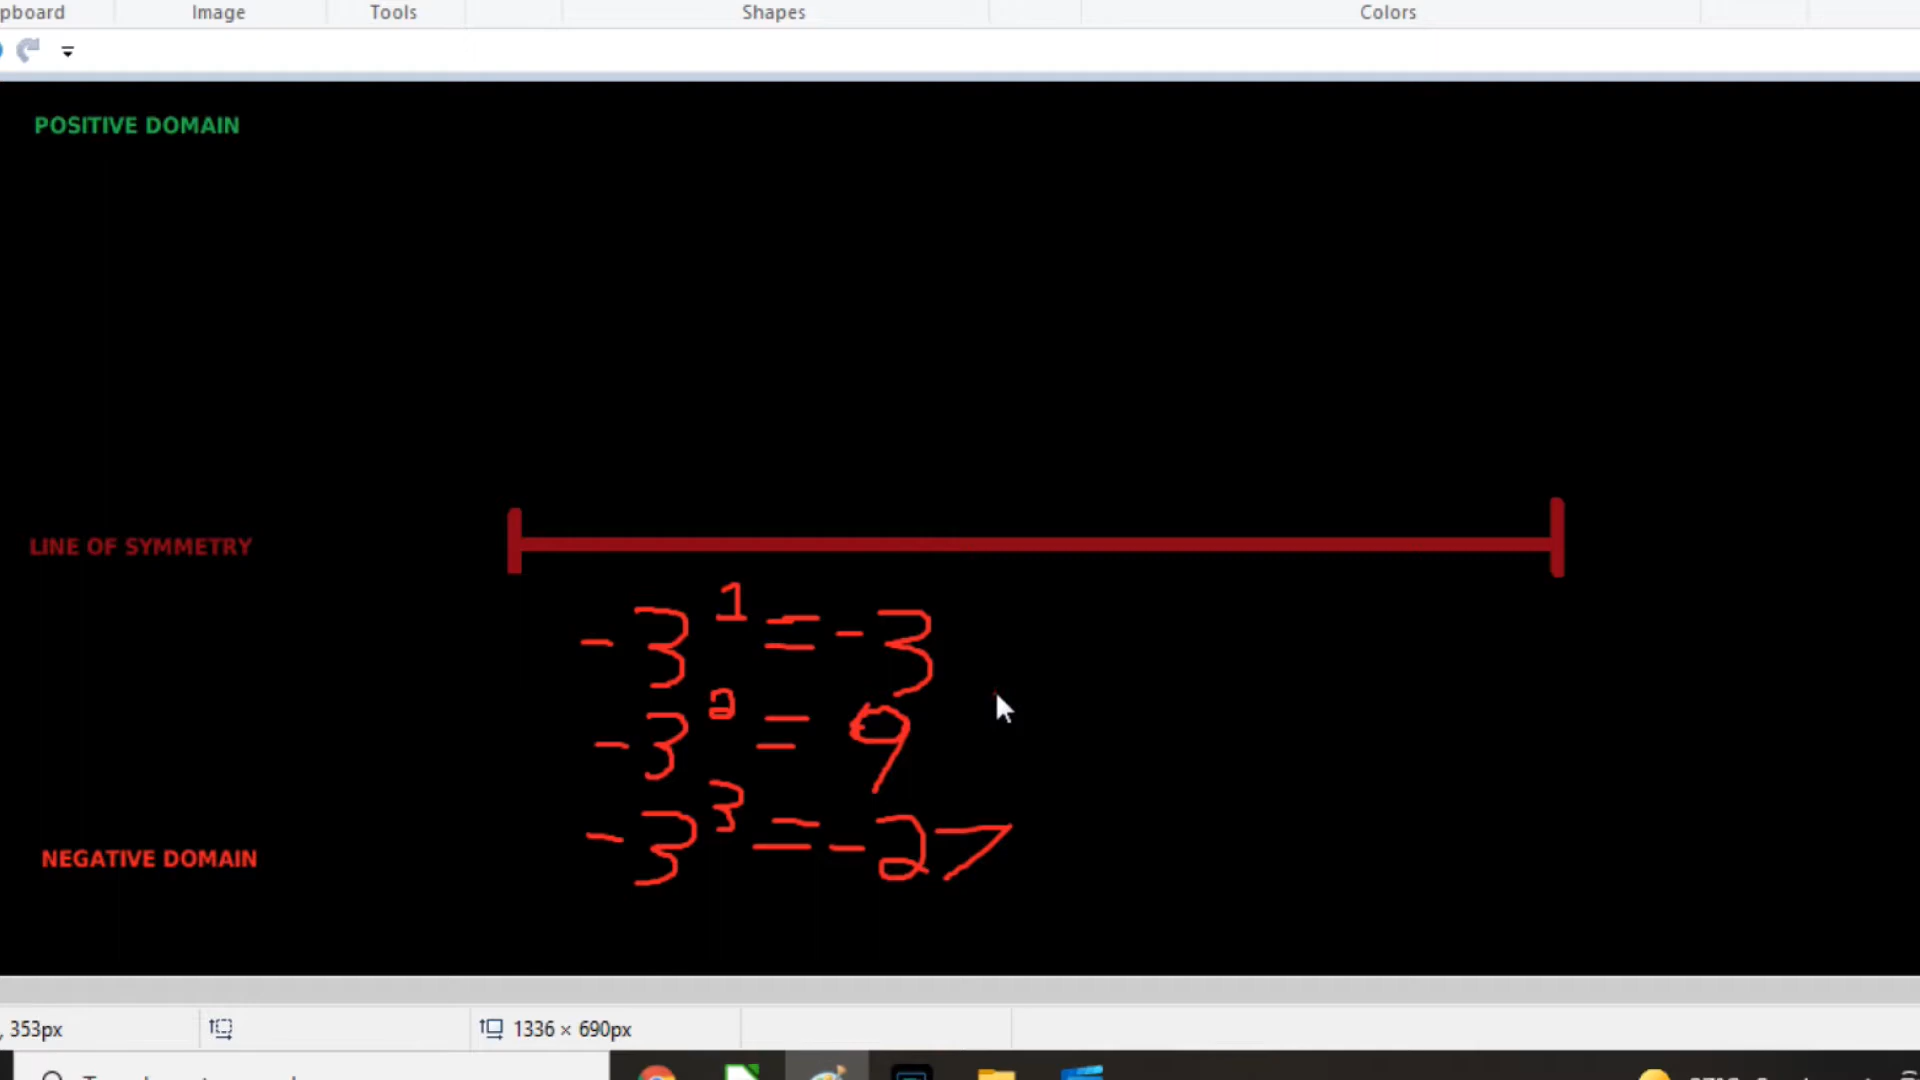 pboard Image Tools Shapes Colors
POSITIVE DOMAIN
LINE OF SYMMETRY
-3¹ = -3
-3² = 9
-3³ = -27
NEGATIVE DOMAIN
, 353px 1336 × 690px